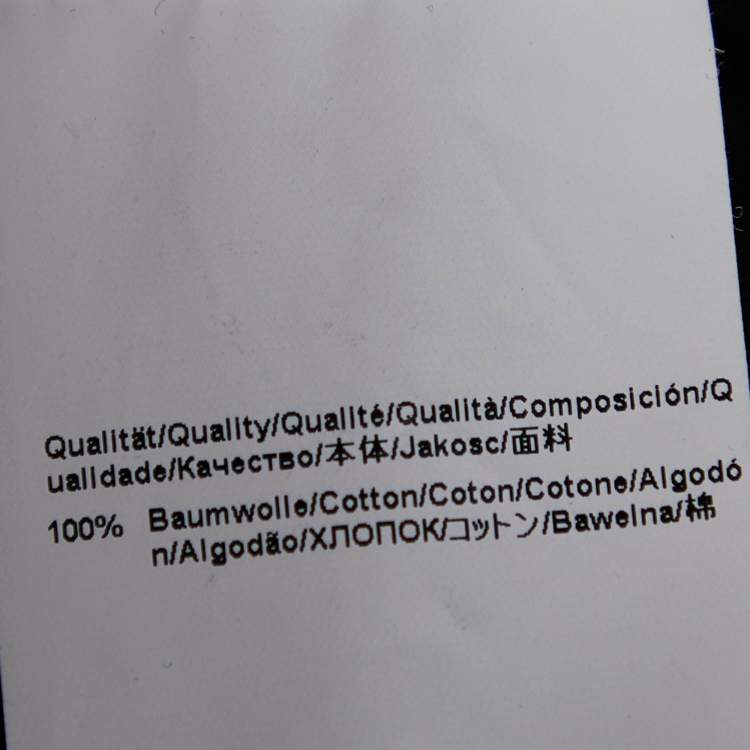 Qualität/Quality/Qualité/Qualità/Composición/Q
ualidade/Качество/本体/Jakosc/面料
100% Baumwolle/Cotton/Coton/Cotone/Algodó
n/Algodão/ХЛОПОК/コットン/Bawelna/棉